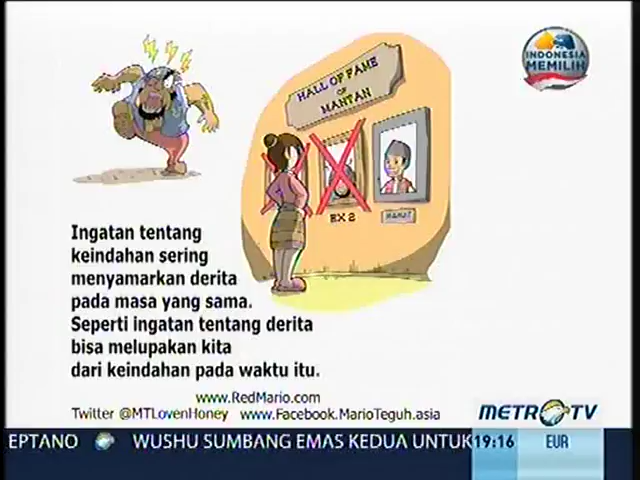 INDONESIA
MEMILIH
HALL OF FAME
OF
MANTAN
EX 2
Ingatan tentang
keindahan sering
menyamarkan derita
pada masa yang sama.
Seperti ingatan tentang derita
bisa melupakan kita
dari keindahan pada waktu itu.
www.RedMario.com
Twitter @MTLovenHoney www.Facebook.MarioTeguh.asia
METRO TV
EPTANO WUSHU SUMBANG EMAS KEDUA UNTUK 19:16 EUR